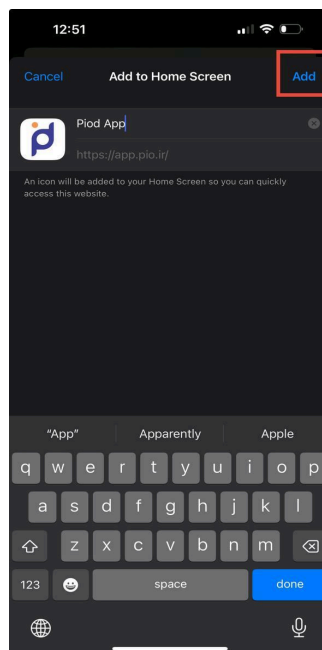 12:51
Cancel Add to Home Screen Add
Piod App
https://app.pio.ir/
An icon will be added to your Home Screen so you can quickly
access this website.
“App” Apparently Apple
q w e r t y u i o p
a s d f g h j k l
z x c v b n m
123 space done